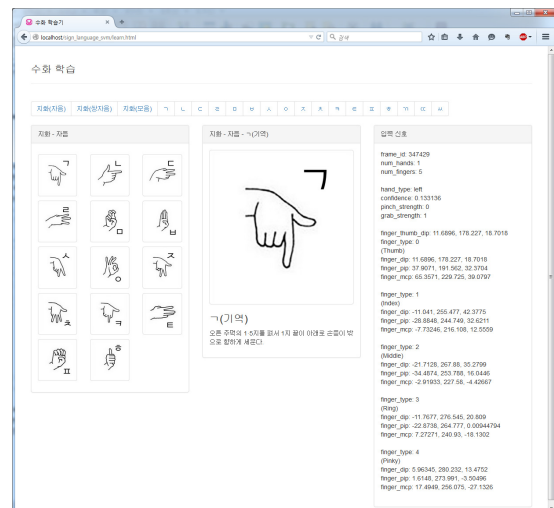 수화 학습기
localhost/sign_language_svm/learn.html
검색
수화 학습
지화(자음) 지화(쌍자음) 지화(모음) ㄱ ㄴ ㄷ ㄹ ㅁ ㅂ ㅅ ㅇ ㅈ ㅊ ㅋ ㅌ ㅍ ㅎ ㄲ ㄸ ㅆ
지화 - 자음
ㄱ ㄴ ㄷ
ㄹ ㅁ ㅂ
ㅅ ㅇ ㅈ
ㅊ ㅋ ㅌ
ㅍ ㅎ
지화 - 자음 - ㄱ(기역)
ㄱ
ㄱ(기역)
오른 주먹의 1·5지를 펴서 1지 끝이 아래로 손등이 밖
으로 향하게 세운다.
입력 신호
frame_id: 347429
num_hands: 1
num_fingers: 5
hand_type: left
confidence: 0.133136
pinch_strength: 0
grab_strength: 1
finger_thumb_dip: 11.6896, 178.227, 18.7018
finger_type: 0
(Thumb)
finger_dip: 11.6896, 178.227, 18.7018
finger_pip: 37.9071, 191.562, 32.3704
finger_mcp: 65.3571, 229.725, 39.0797
finger_type: 1
(Index)
finger_dip: -11.041, 255.477, 42.3775
finger_pip: -28.8848, 244.749, 32.6211
finger_mcp: -7.73246, 216.108, 12.5559
finger_type: 2
(Middle)
finger_dip: -21.7128, 267.88, 35.2799
finger_pip: -34.4874, 253.788, 16.0446
finger_mcp: -2.91933, 227.58, -4.42667
finger_type: 3
(Ring)
finger_dip: -11.7677, 276.545, 20.809
finger_pip: -22.8738, 264.777, 0.00944794
finger_mcp: 7.27271, 240.93, -18.1302
finger_type: 4
(Pinky)
finger_dip: 5.96345, 280.232, 13.4752
finger_pip: 1.6148, 273.991, -3.50496
finger_mcp: 17.4949, 256.075, -27.1326